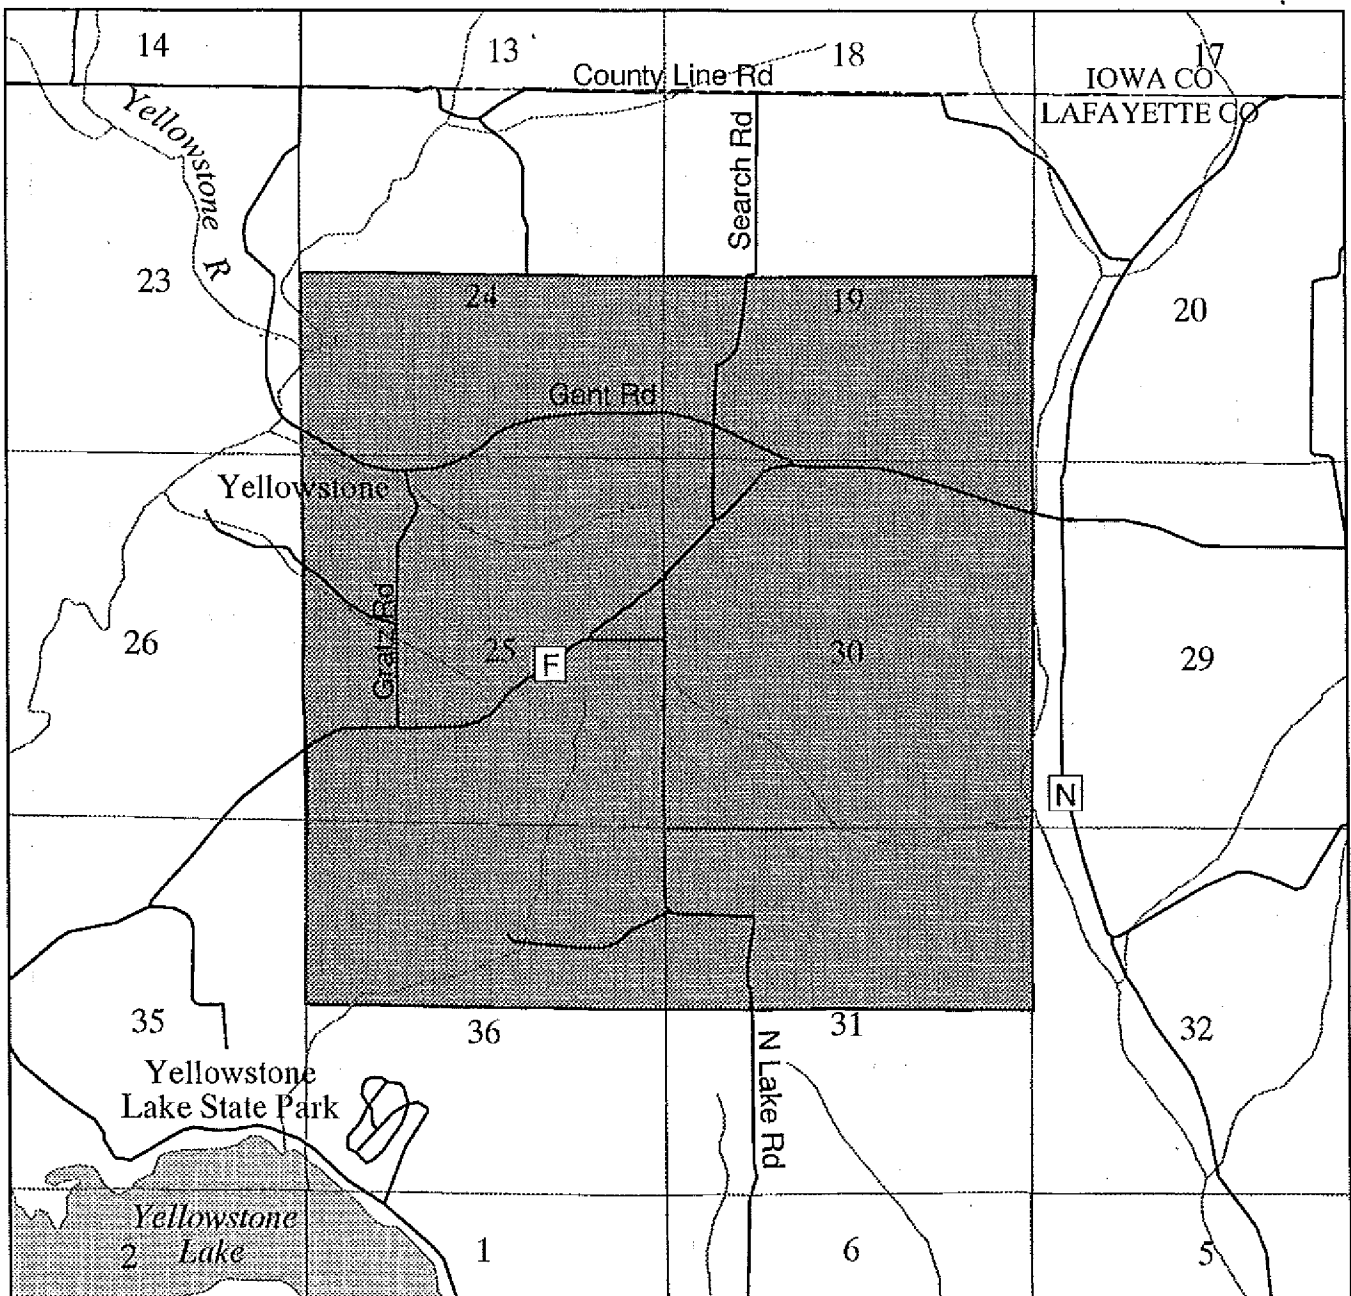 14
13
18
17
County Line Rd
IOWA CO
LAFAYETTE CO
Yellowstone R
Search Rd
23
24
19
20
Gant Rd
Yellowstone
Gratz Rd
26
25
F
30
29
N
35
36
31
32
N Lake Rd
Yellowstone
Lake State Park
Yellowstone
Lake
2
1
6
5